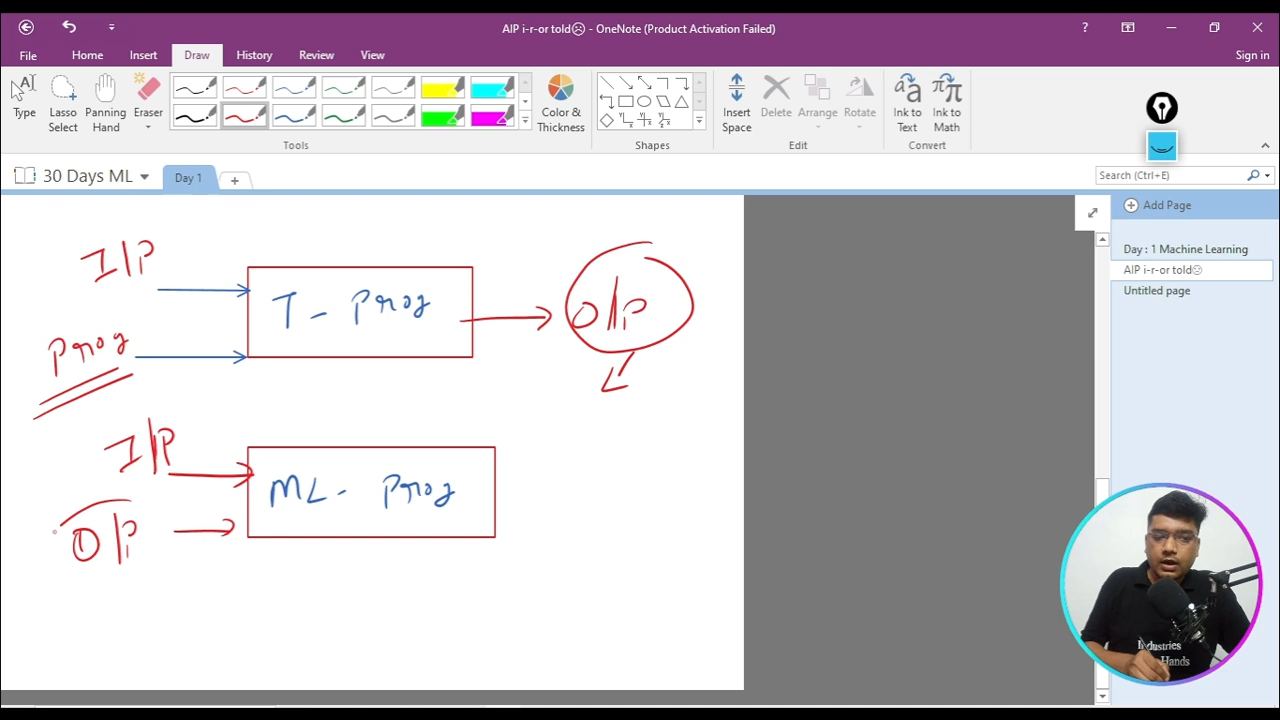 AIP i-r-or told☹ - OneNote (Product Activation Failed)
?
File
Home
Insert
Draw
History
Review
View
Sign in
Type
Lasso Select
Panning Hand
Eraser
Color & Thickness
Insert Space
Delete
Arrange
Rotate
Ink to Text
Ink to Math
Tools
Shapes
Edit
Convert
30 Days ML
Day 1
Search (Ctrl+E)
Add Page
Day : 1 Machine Learning
AIP i-r-or told☹
Untitled page
I/P
T - Prog
O/P
Prog
I/P
ML - Prog
O/P
Industries
Hands